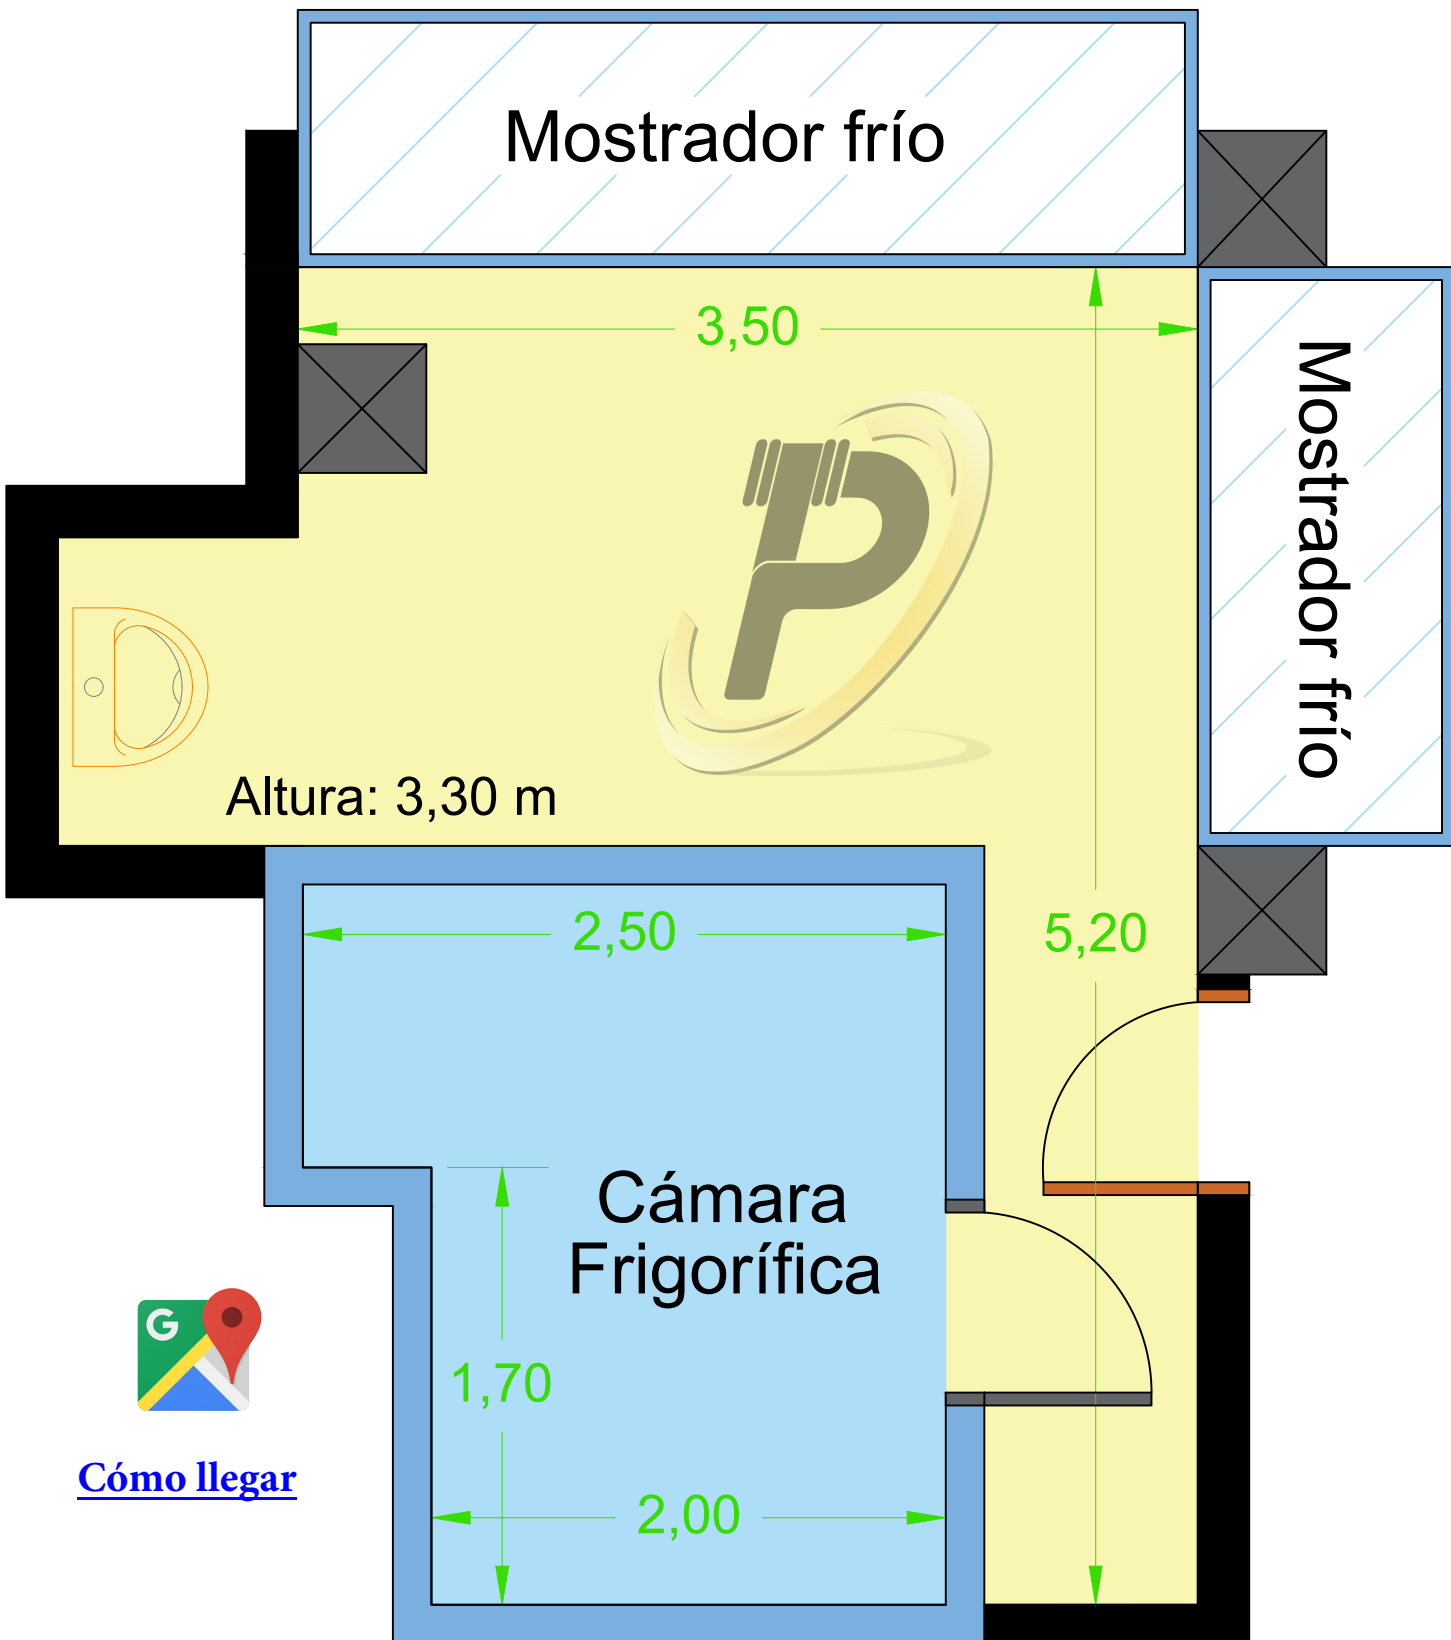 Mostrador frío
3,50
Mostrador frío
Altura: 3,30 m
2,50
5,20
Cámara
Frigorífica
G
1,70
Cómo llegar
2,00